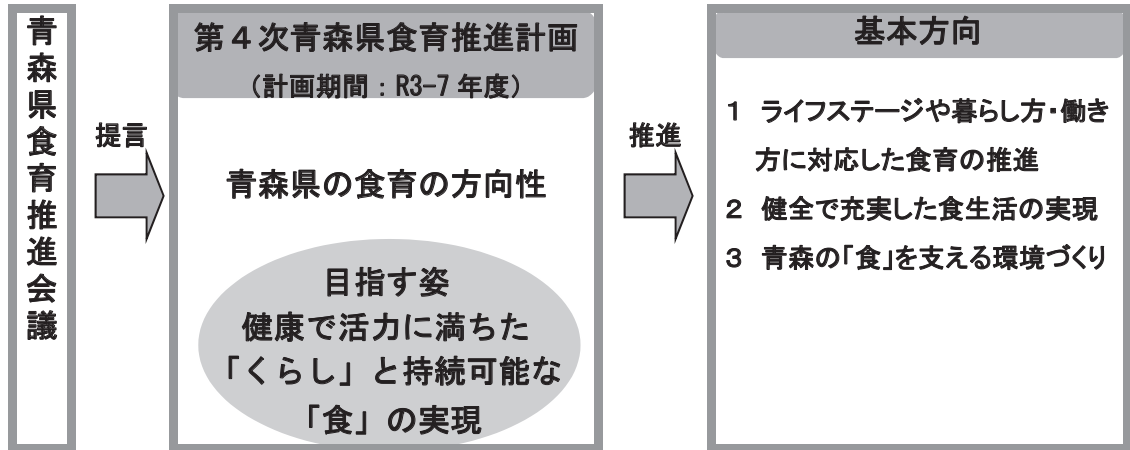 青森県食育推進会議
提言
第4次青森県食育推進計画
（計画期間：R3-7 年度）
青森県の食育の方向性
目指す姿
健康で活力に満ちた
「くらし」と持続可能な
「食」の実現
推進
基本方向
1 ライフステージや暮らし方・働き
方に対応した食育の推進
2 健全で充実した食生活の実現
3 青森の「食」を支える環境づくり